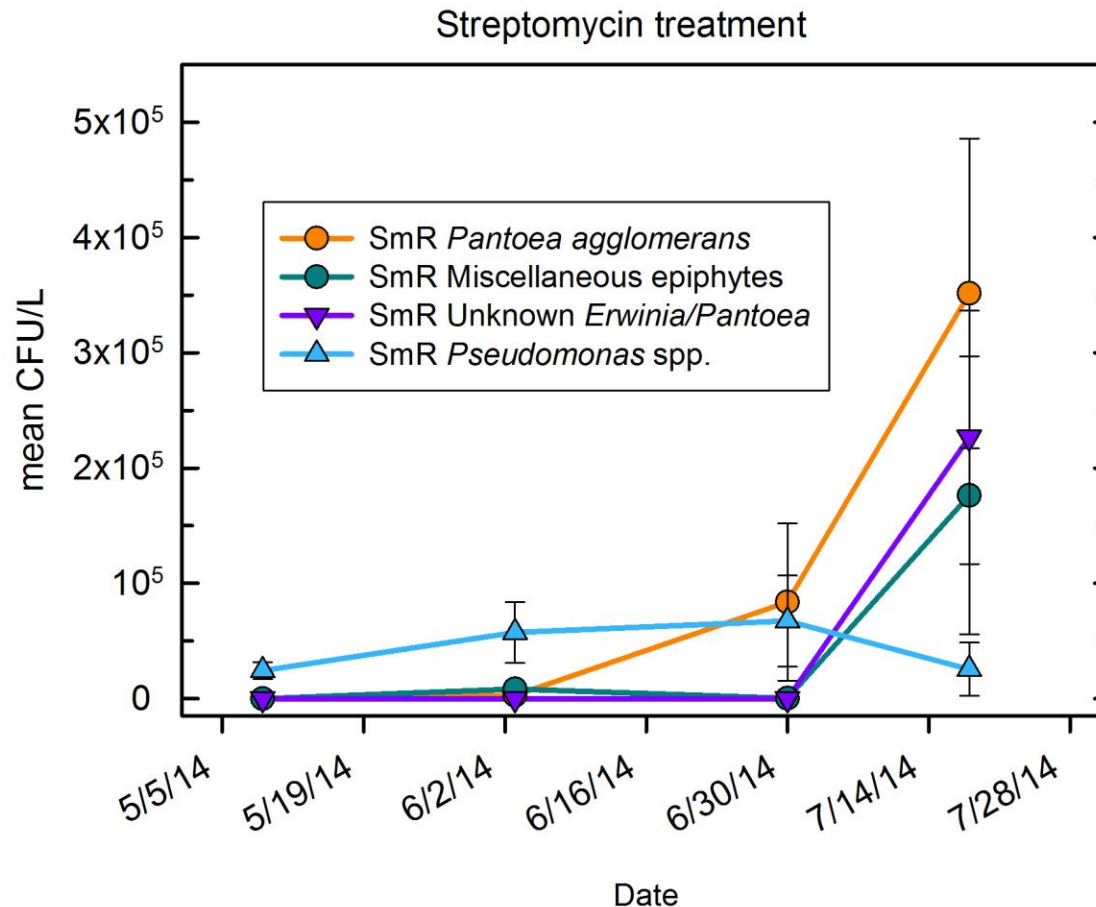 Streptomycin treatment
5x10⁵
4x10⁵
3x10⁵
2x10⁵
10⁵
0
mean CFU/L
SmR Pantoea agglomerans
SmR Miscellaneous epiphytes
SmR Unknown Erwinia/Pantoea
SmR Pseudomonas spp.
5/5/14
5/19/14
6/2/14
6/16/14
6/30/14
7/14/14
7/28/14
Date